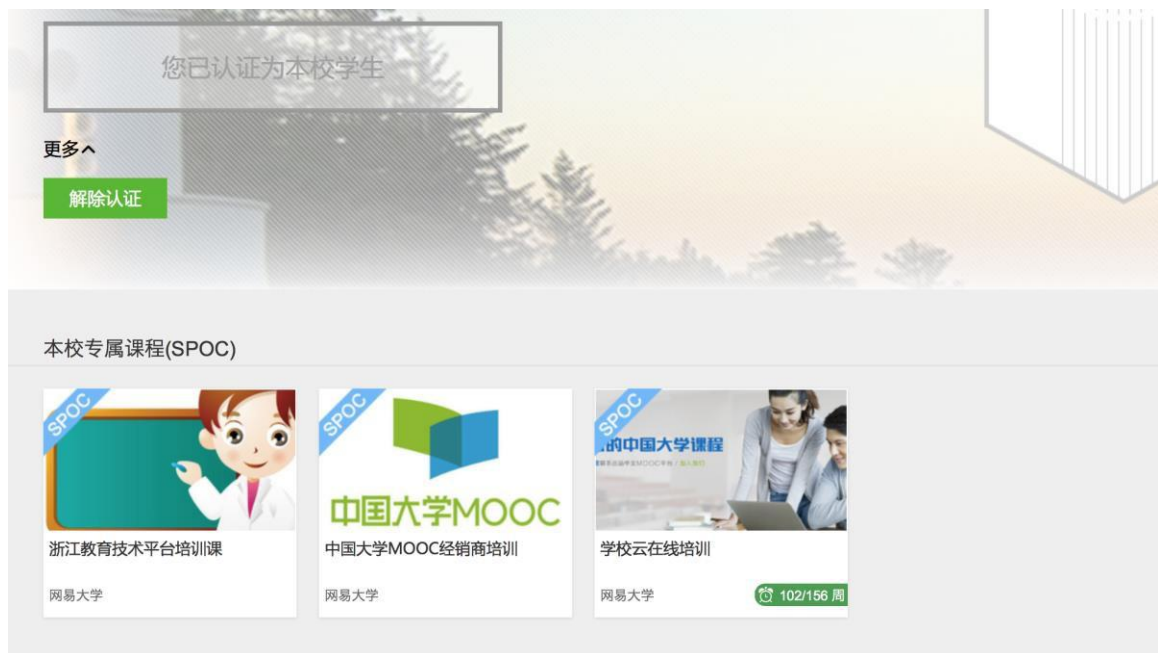 您已认证为本校学生
更多
解除认证
本校专属课程(SPOC)
SPOC
SPOC
中国大学MOOC
SPOC
的中国大学课程
浙江教育技术平台培训课
中国大学MOOC经销商培训
学校云在线培训
网易大学
网易大学
网易大学
102/156 周